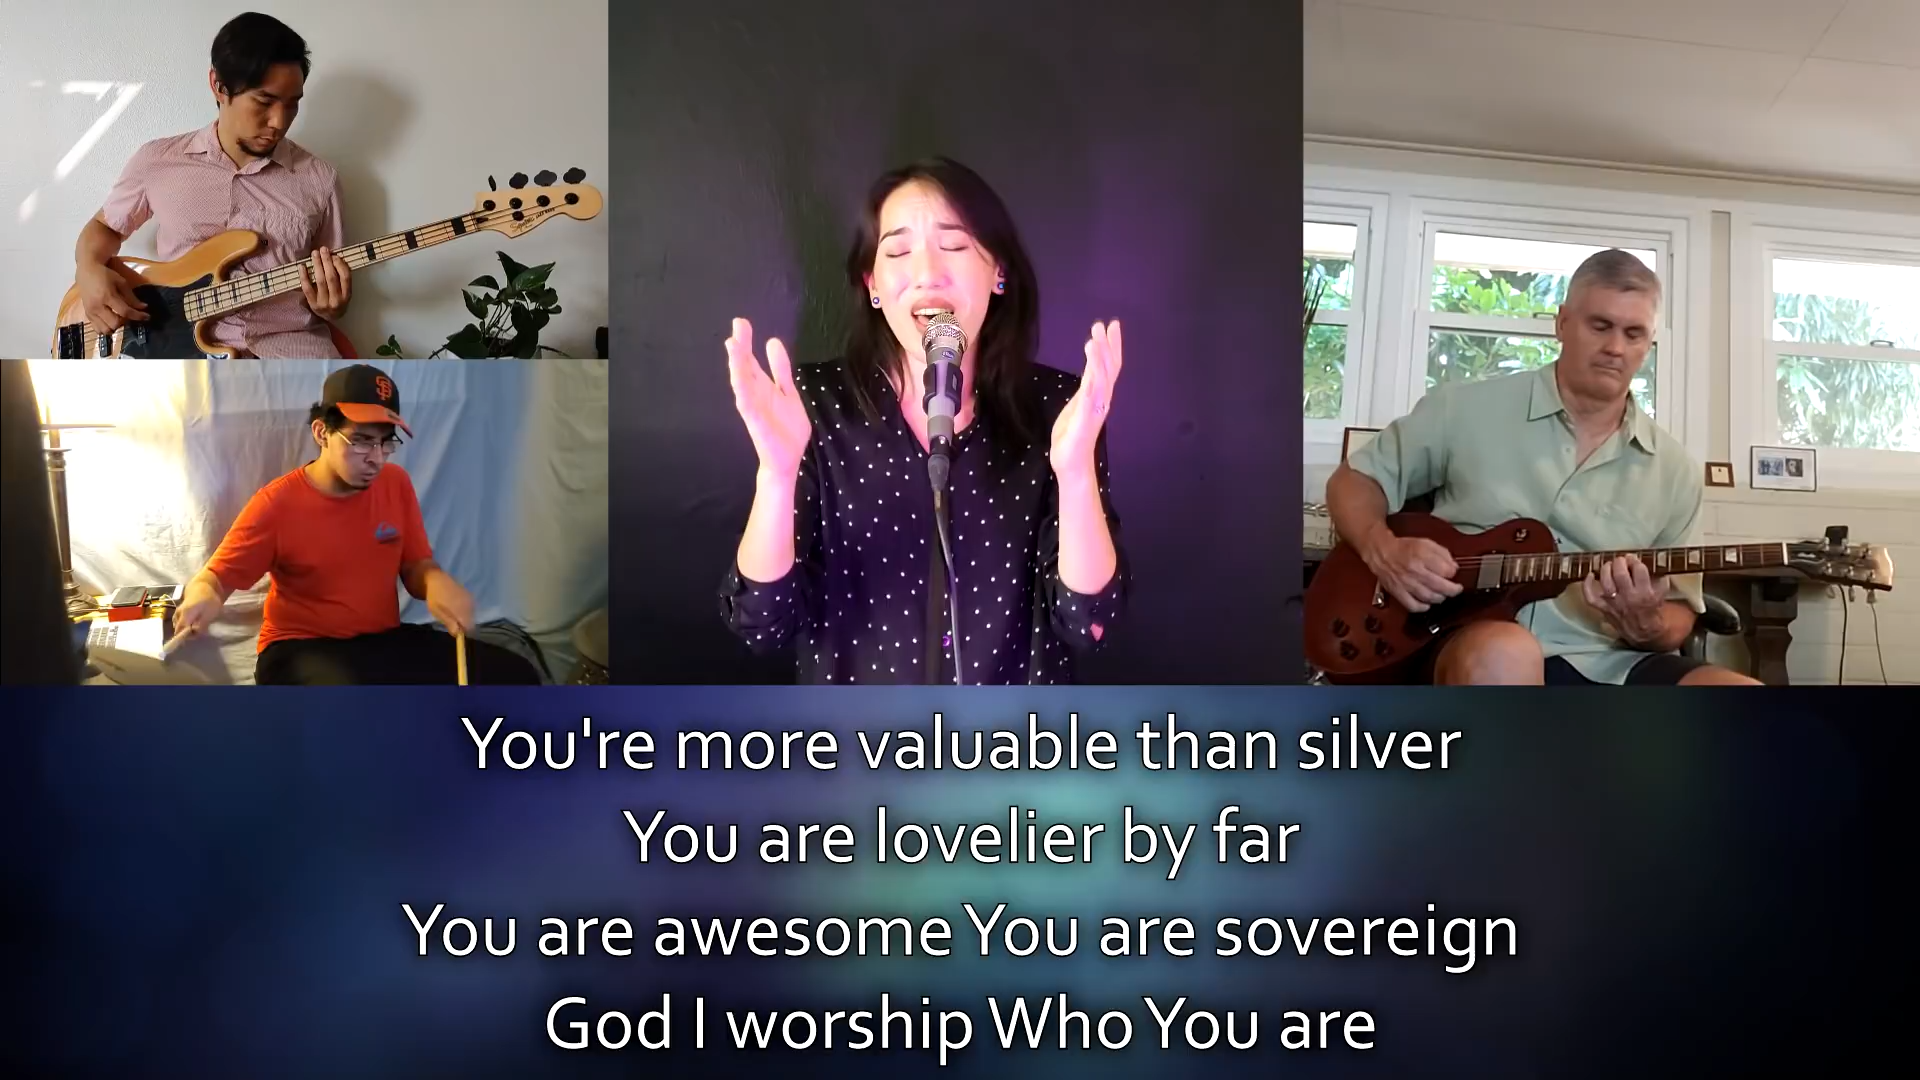 SF
You're more valuable than silver
You are lovelier by far
You are awesome You are sovereign
God I worship Who You are